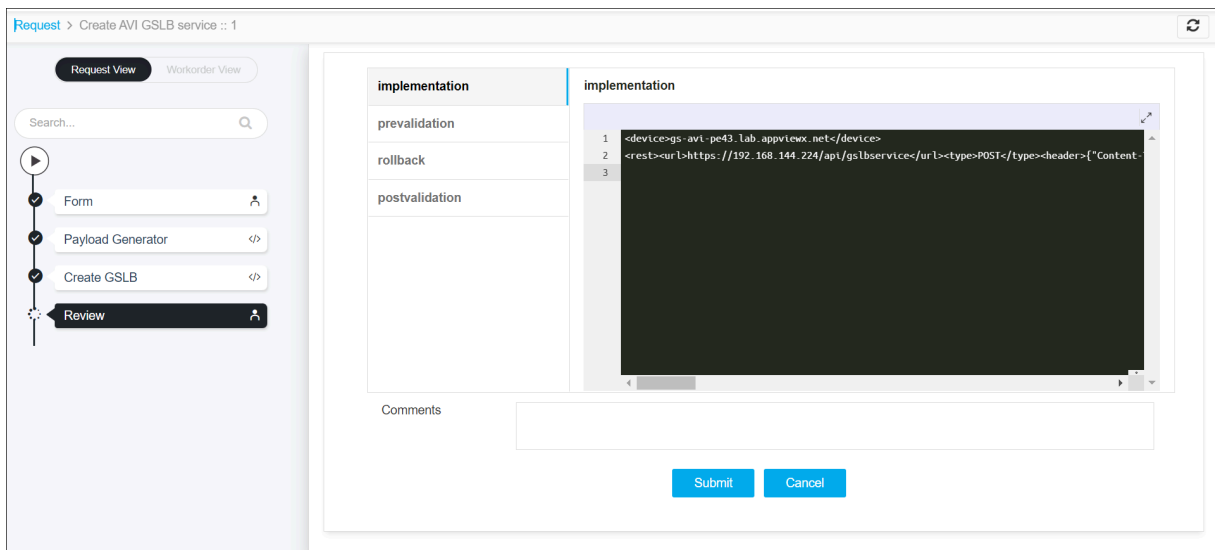 Request > Create AVI GSLB service :: 1
Request View
Workorder View
Search...
Form
Payload Generator
</>
Create GSLB
</>
Review
implementation
prevalidation
rollback
postvalidation
implementation
1 <device>gs-avi-pe43.lab.appviewx.net</device>
2 <rest><url>https://192.168.144.224/api/gslbservice</url><type>POST</type><header>{"Content-
3
Comments
Submit
Cancel